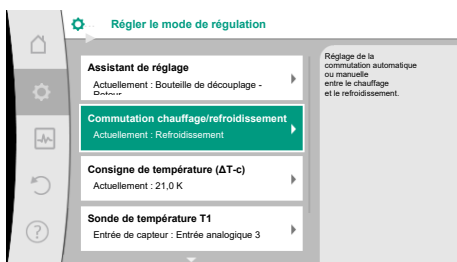 Régler le mode de régulation
Assistant de réglage
Actuellement : Bouteille de découplage -
Retour
Commutation chauffage/refroidissement
Actuellement : Refroidissement
Consigne de température (ΔT-c)
Actuellement : 21,0 K
Sonde de température T1
Entrée de capteur : Entrée analogique 3
Réglage de la
commutation automatique
ou manuelle
entre le chauffage
et le refroidissement.